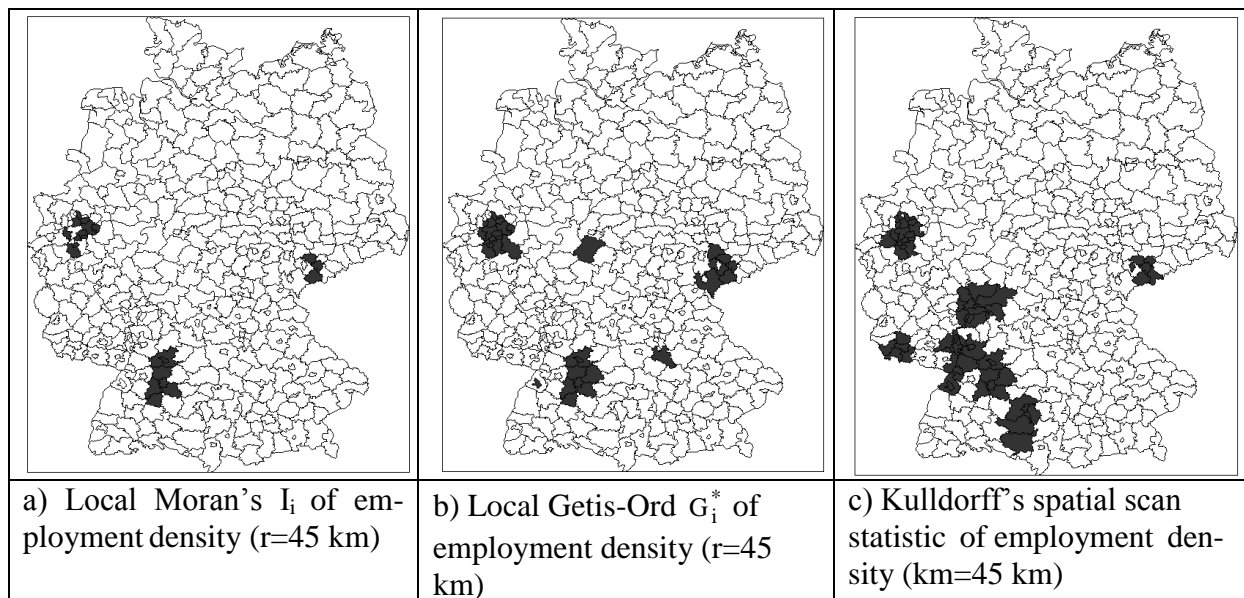 a) Local Moran’s Iᵢ of em-
ployment density (r=45 km)
b) Local Getis-Ord Gᵢ* of
employment density (r=45
km)
c) Kulldorff’s spatial scan
statistic of employment den-
sity (km=45 km)